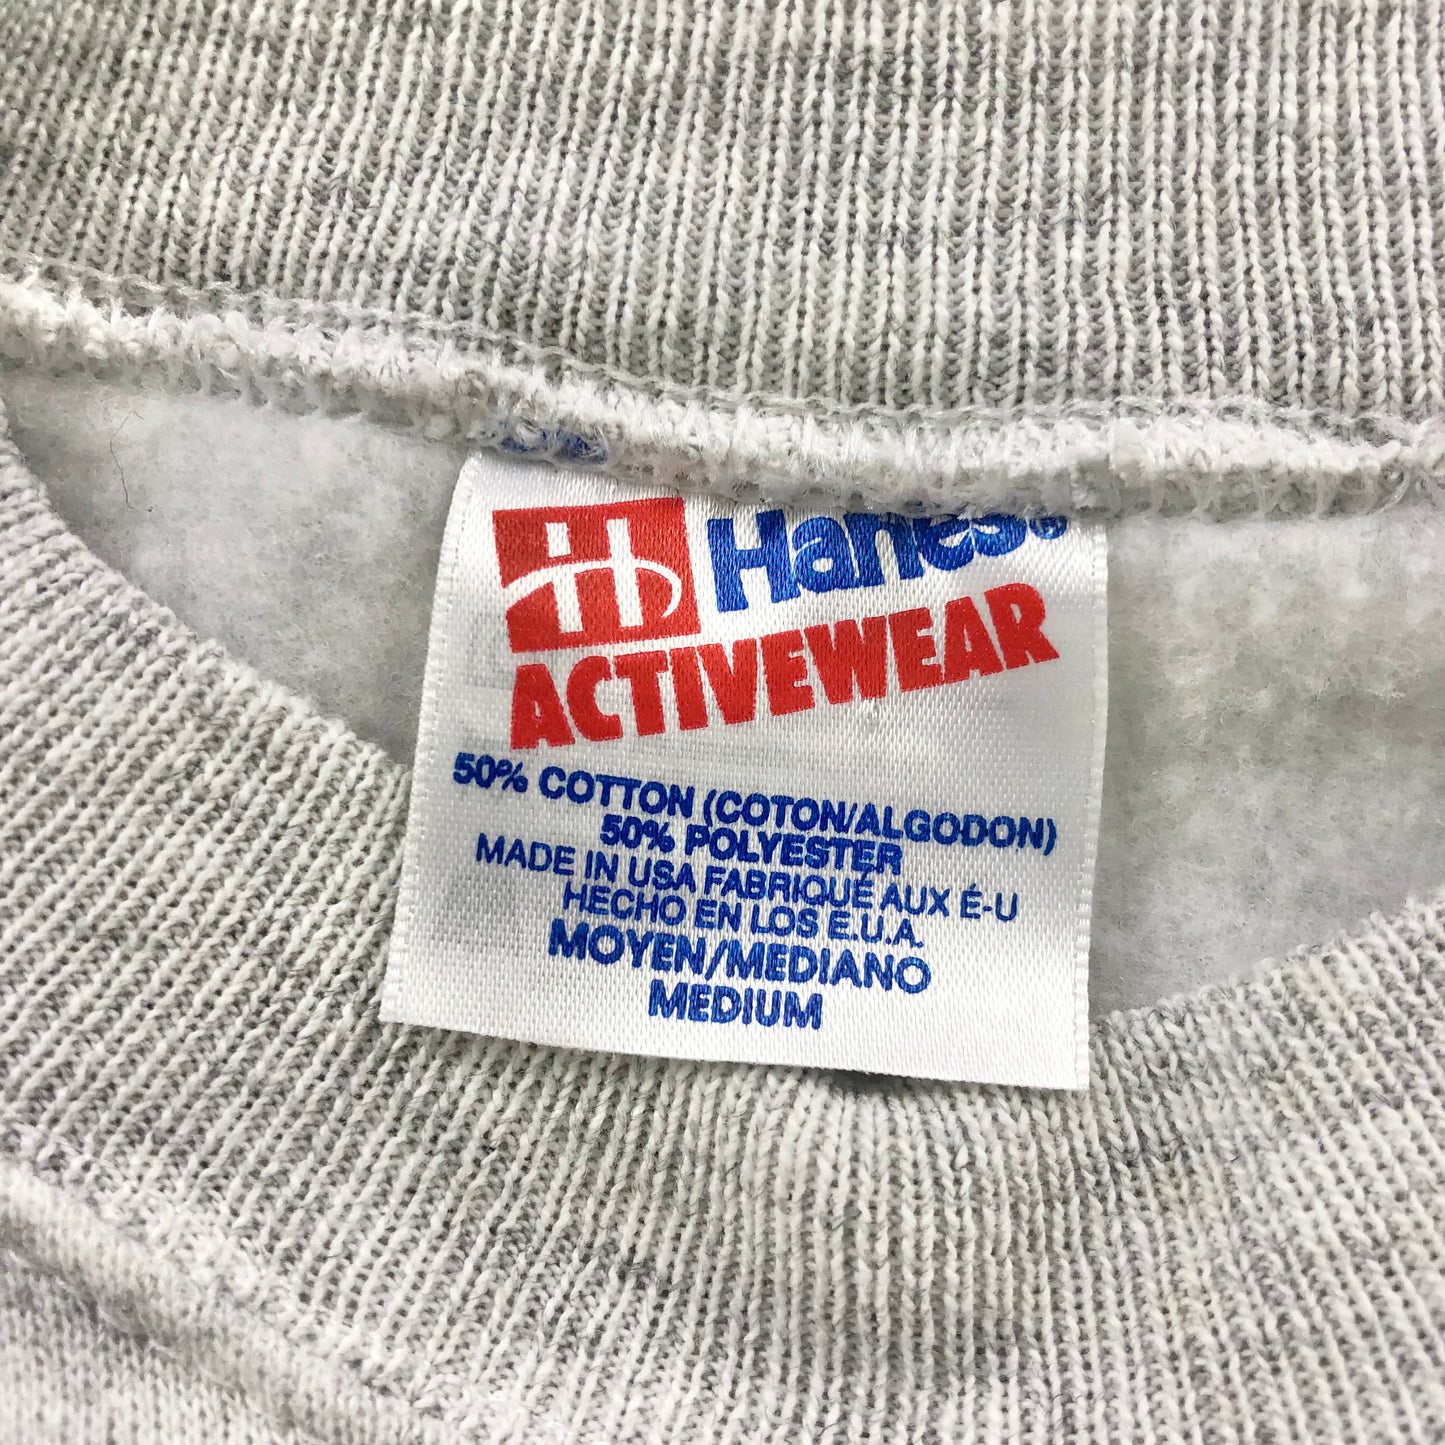 H Hanes®
ACTIVEWEAR
50% COTTON (COTON/ALGODON)
50% POLYESTER
MADE IN USA FABRIQUÉ AUX É-U
HECHO EN LOS E.U.A.
MOYEN/MEDIANO
MEDIUM